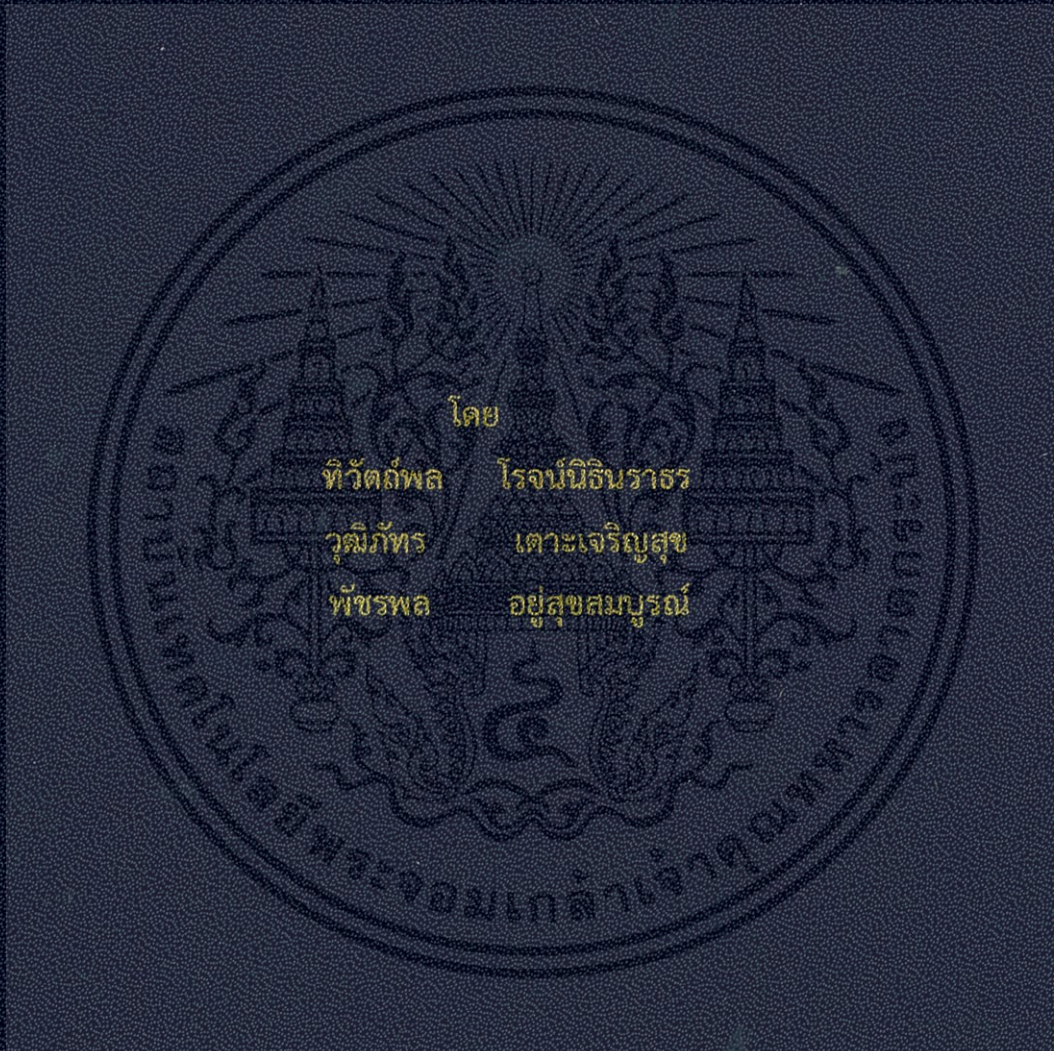 โดย
ทิวัตถ์พล โรจน์นิธินราธร
วุฒิภัทร เตาะเจริญสุข
พัชรพล อยู่สุขสมบูรณ์
สถาบันเทคโนโลยีพระจอมเกล้าเจ้าคุณทหารลาดกระบัง